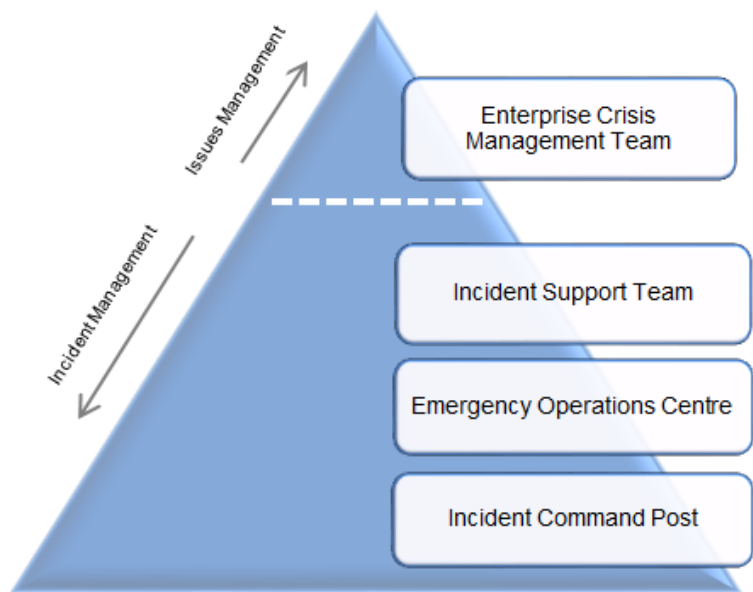 Issues Management
Enterprise Crisis
Management Team
Incident Management
Incident Support Team
Emergency Operations Centre
Incident Command Post